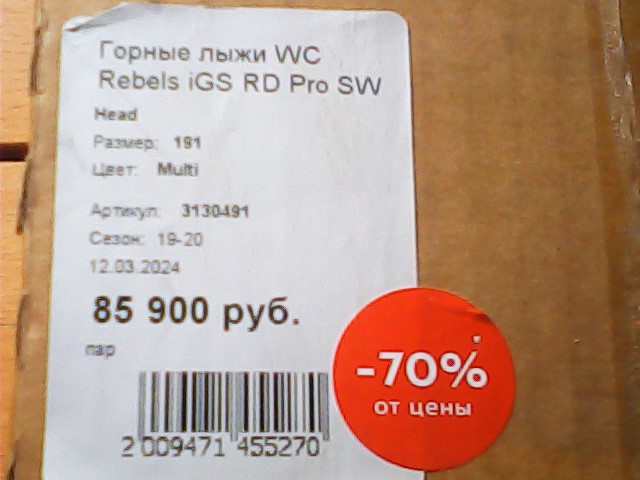 Горные лыжи WC
Rebels iGS RD Pro SW
Head
Размер: 191
Цвет: Multi
Артикул: 3130491
Сезон: 19-20
12.03.2024
85 900 руб.
пар
-70%
от цены
2 009471 455270